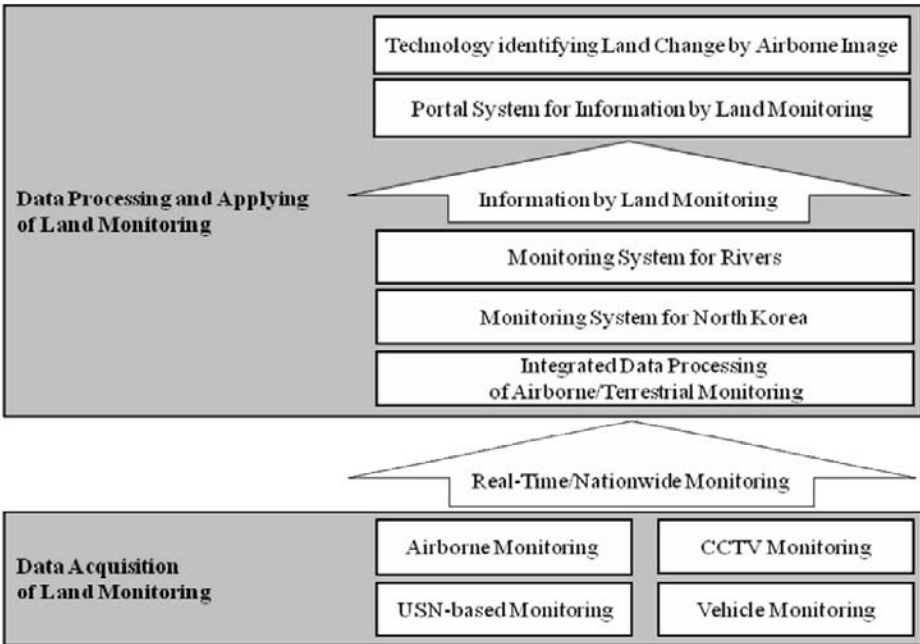 Technology identifying Land Change by Airborne Image
Portal System for Information by Land Monitoring
Data Processing and Applying
of Land Monitoring
Information by Land Monitoring
Monitoring System for Rivers
Monitoring System for North Korea
Integrated Data Processing
of Airborne/Terrestrial Monitoring
Real-Time/Nationwide Monitoring
Data Acquisition
of Land Monitoring
Airborne Monitoring
CCTV Monitoring
USN-based Monitoring
Vehicle Monitoring